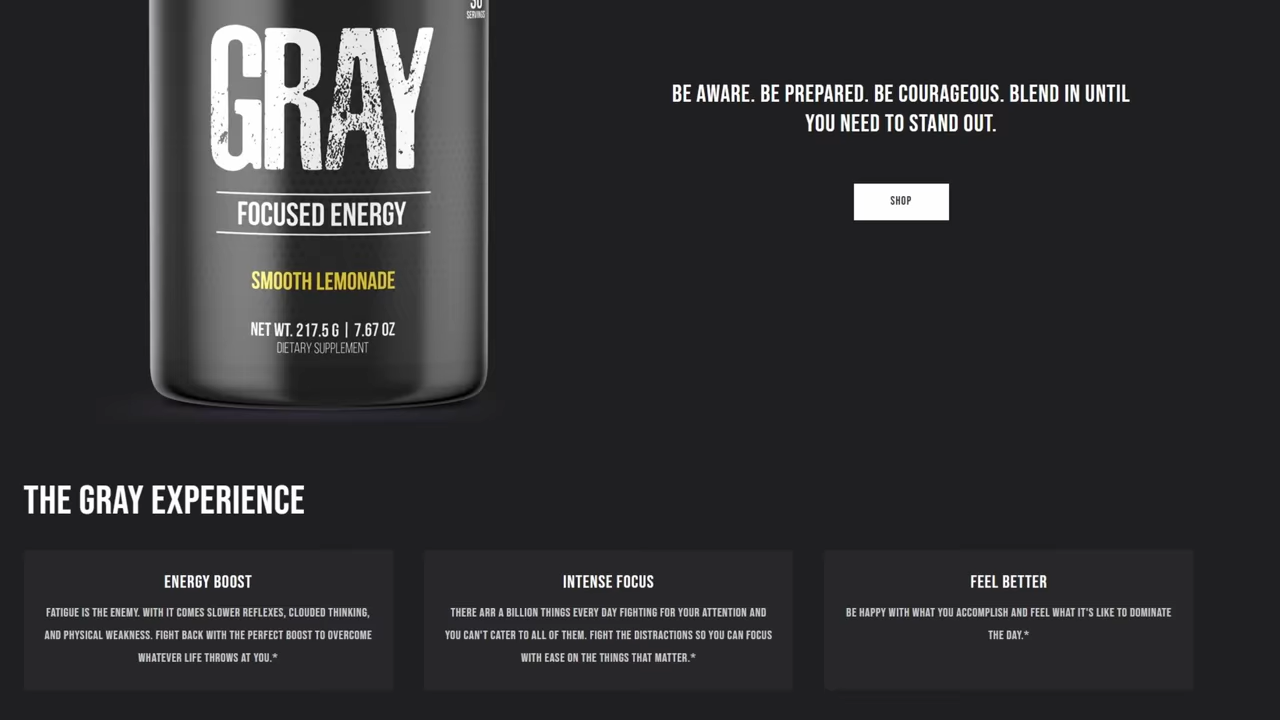 30
SERVINGS
GRAY
FOCUSED ENERGY
SMOOTH LEMONADE
NET WT. 217.5 G | 7.67 OZ
DIETARY SUPPLEMENT
BE AWARE. BE PREPARED. BE COURAGEOUS. BLEND IN UNTIL
YOU NEED TO STAND OUT.
SHOP
THE GRAY EXPERIENCE
ENERGY BOOST
FATIGUE IS THE ENEMY. WITH IT COMES SLOWER REFLEXES, CLOUDED THINKING,
AND PHYSICAL WEAKNESS. FIGHT BACK WITH THE PERFECT BOOST TO OVERCOME
WHATEVER LIFE THROWS AT YOU.*
INTENSE FOCUS
THERE ARR A BILLION THINGS EVERY DAY FIGHTING FOR YOUR ATTENTION AND
YOU CAN'T CATER TO ALL OF THEM. FIGHT THE DISTRACTIONS SO YOU CAN FOCUS
WITH EASE ON THE THINGS THAT MATTER.*
FEEL BETTER
BE HAPPY WITH WHAT YOU ACCOMPLISH AND FEEL WHAT IT'S LIKE TO DOMINATE
THE DAY.*